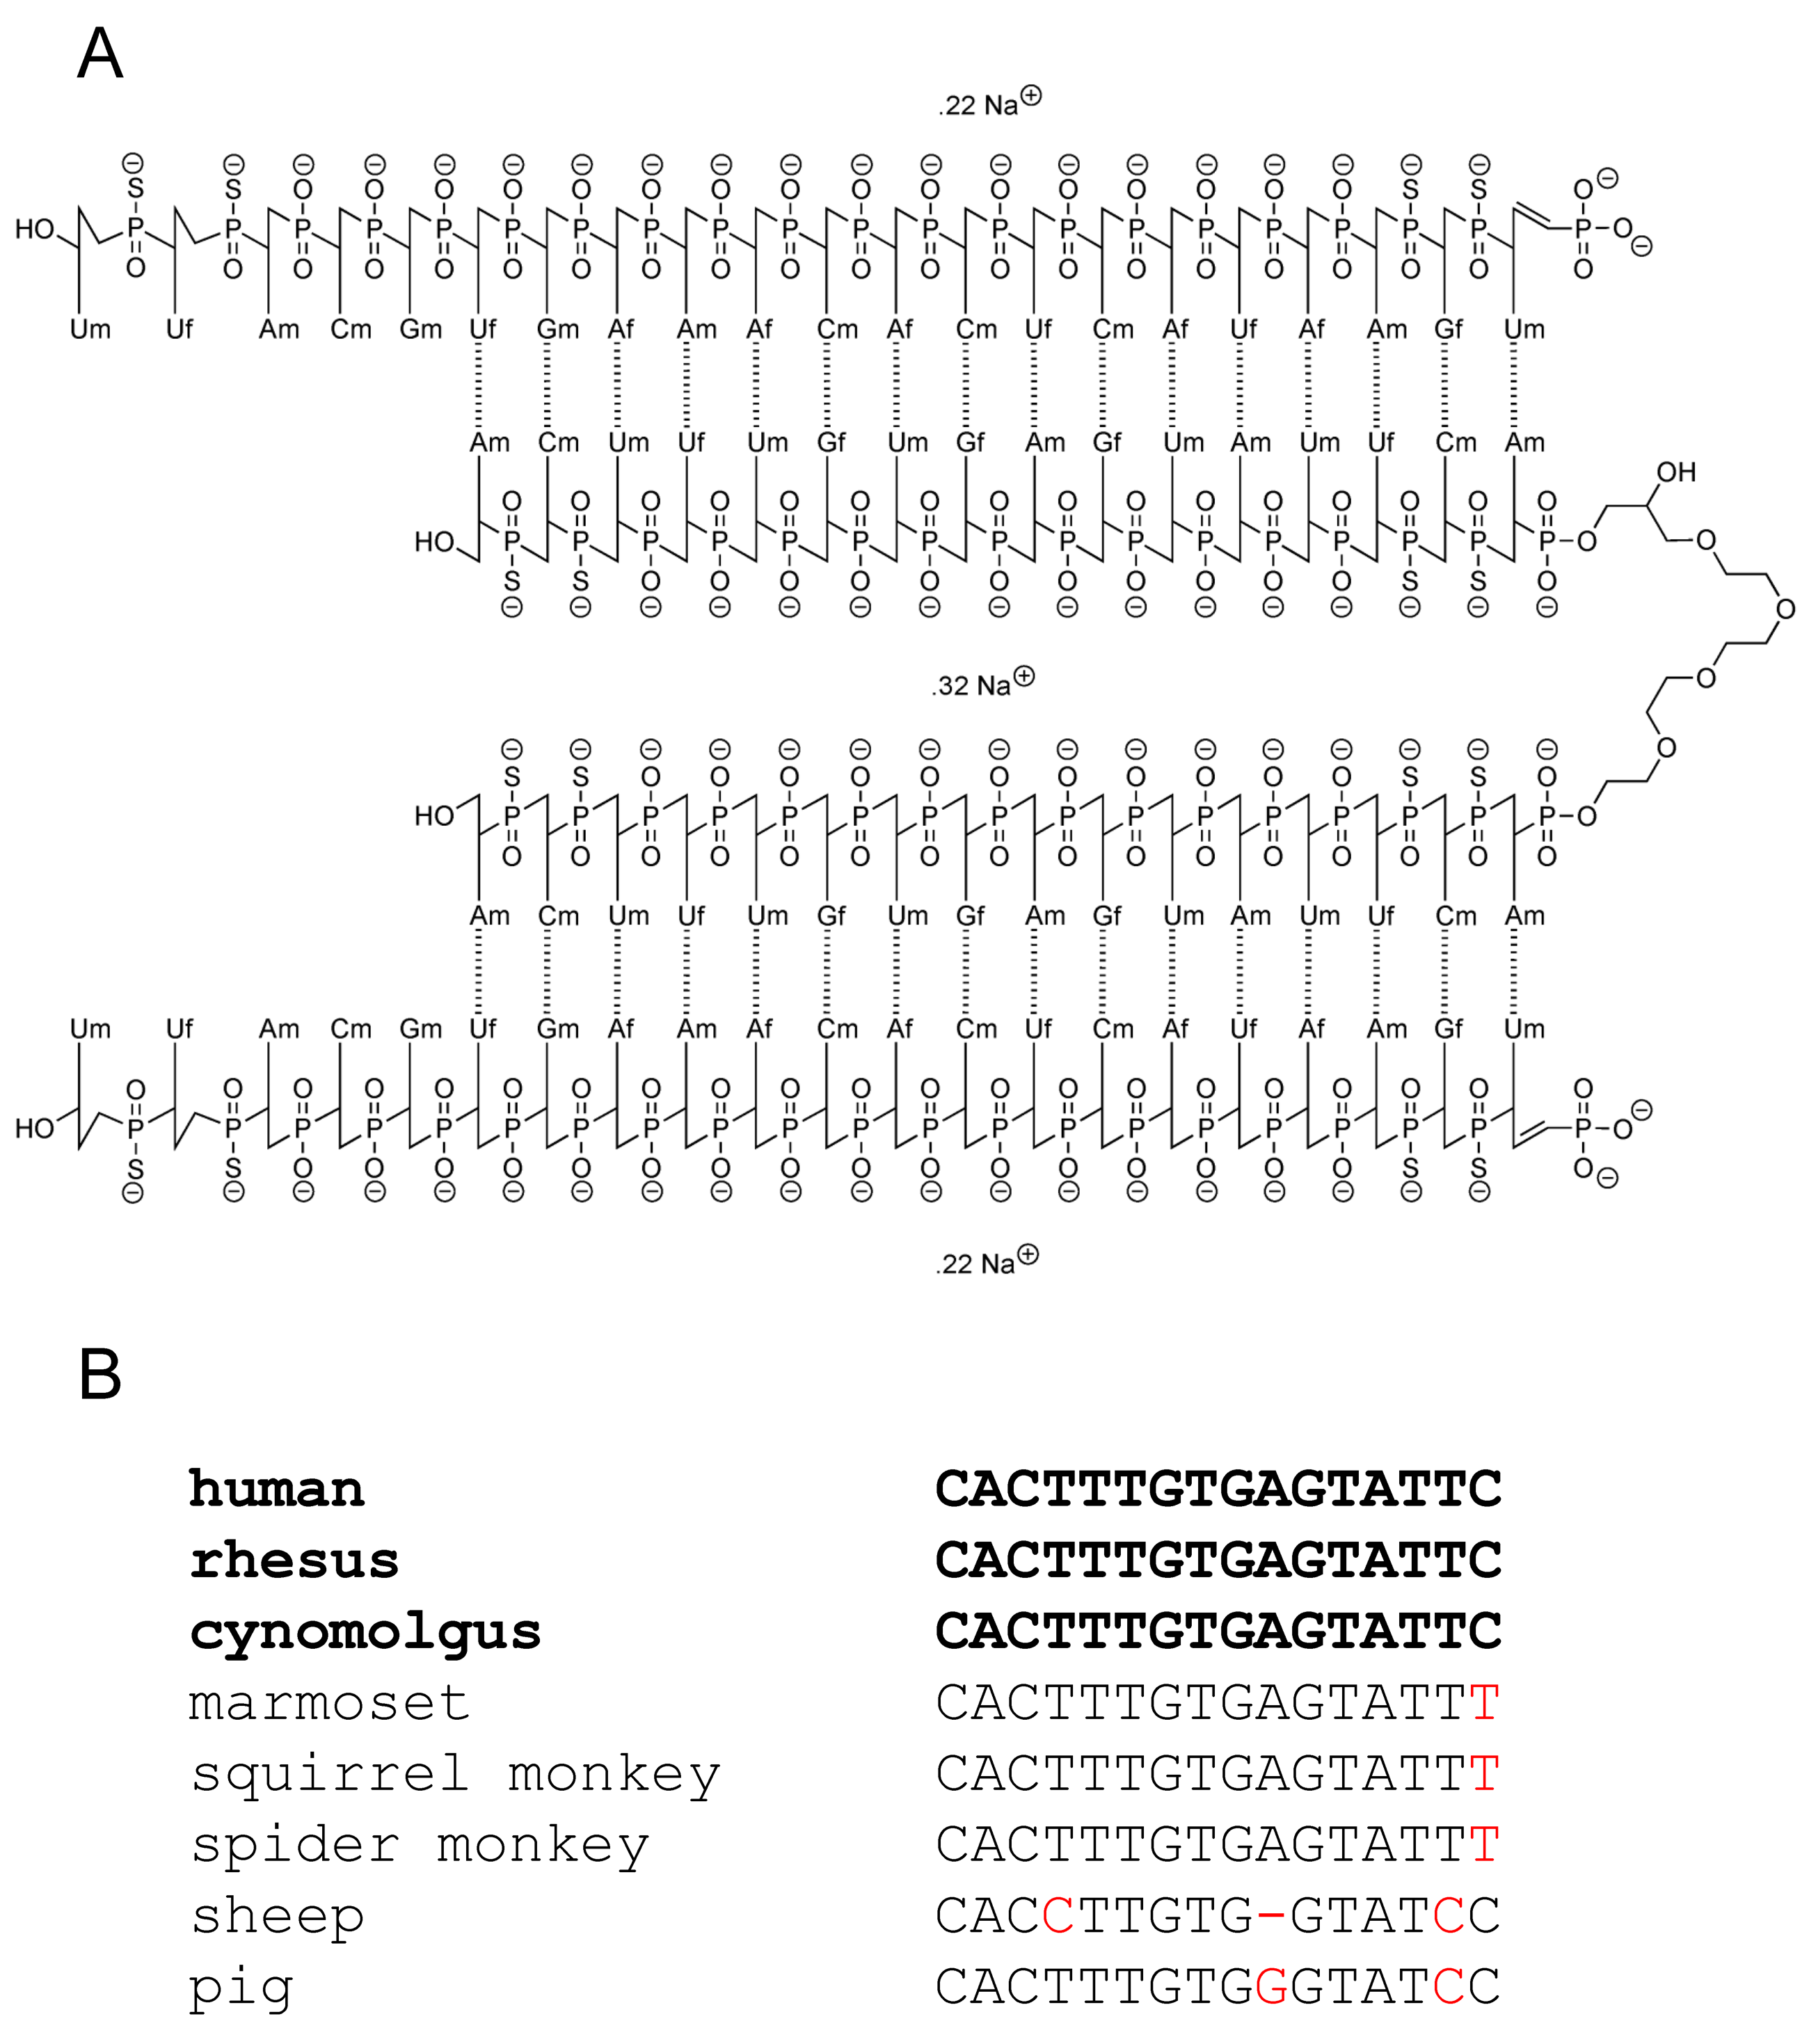 A
.22 Na⊕
⊖ ⊖ ⊖ ⊖ ⊖ ⊖ ⊖ ⊖ ⊖ ⊖ ⊖ ⊖ ⊖ ⊖ ⊖ ⊖ ⊖ ⊖ ⊖ ⊖
S S O O O O O O O O O O O O O O O O S S O⊖
HO P P P P P P P P P P P P P P P P P P P P P O⊖
O O O O O O O O O O O O O O O O O O O O O
Um Uf Am Cm Gm Uf Gm Af Am Af Cm Af Cm Uf Cm Af Uf Af Am Gf Um
Am Cm Um Uf Um Gf Um Gf Am Gf Um Am Um Uf Cm Am
OH
O O O O O O O O O O O O O O O O
HO P P P P P P P P P P P P P P P P O O
S S O O O O O O O O O O O S S O
⊖ ⊖ ⊖ ⊖ ⊖ ⊖ ⊖ ⊖ ⊖ ⊖ ⊖ ⊖ ⊖ ⊖ ⊖ ⊖ O
.32 Na⊕ O
⊖ ⊖ ⊖ ⊖ ⊖ ⊖ ⊖ ⊖ ⊖ ⊖ ⊖ ⊖ ⊖ ⊖ ⊖ ⊖ O
S S O O O O O O O O O O O S S O
HO P P P P P P P P P P P P P P P P O
O O O O O O O O O O O O O O O O
Am Cm Um Uf Um Gf Um Gf Am Gf Um Am Um Uf Cm Am
Um Uf Am Cm Gm Uf Gm Af Am Af Cm Af Cm Uf Cm Af Uf Af Am Gf Um
O O O O O O O O O O O O O O O O O O O O O
HO P P P P P P P P P P P P P P P P P P P P P O⊖
S S O O O O O O O O O O O O O O O O S S O⊖
⊖ ⊖ ⊖ ⊖ ⊖ ⊖ ⊖ ⊖ ⊖ ⊖ ⊖ ⊖ ⊖ ⊖ ⊖ ⊖ ⊖ ⊖ ⊖ ⊖
.22 Na⊕
B
human CACTTTGTGAGTATTC
rhesus CACTTTGTGAGTATTC
cynomolgus CACTTTGTGAGTATTC
marmoset CACTTTGTGAGTATTT
squirrel monkey CACTTTGTGAGTATTT
spider monkey CACTTTGTGAGTATTT
sheep CACCTTGTG-GTATCC
pig CACTTTGTGGGTATCC